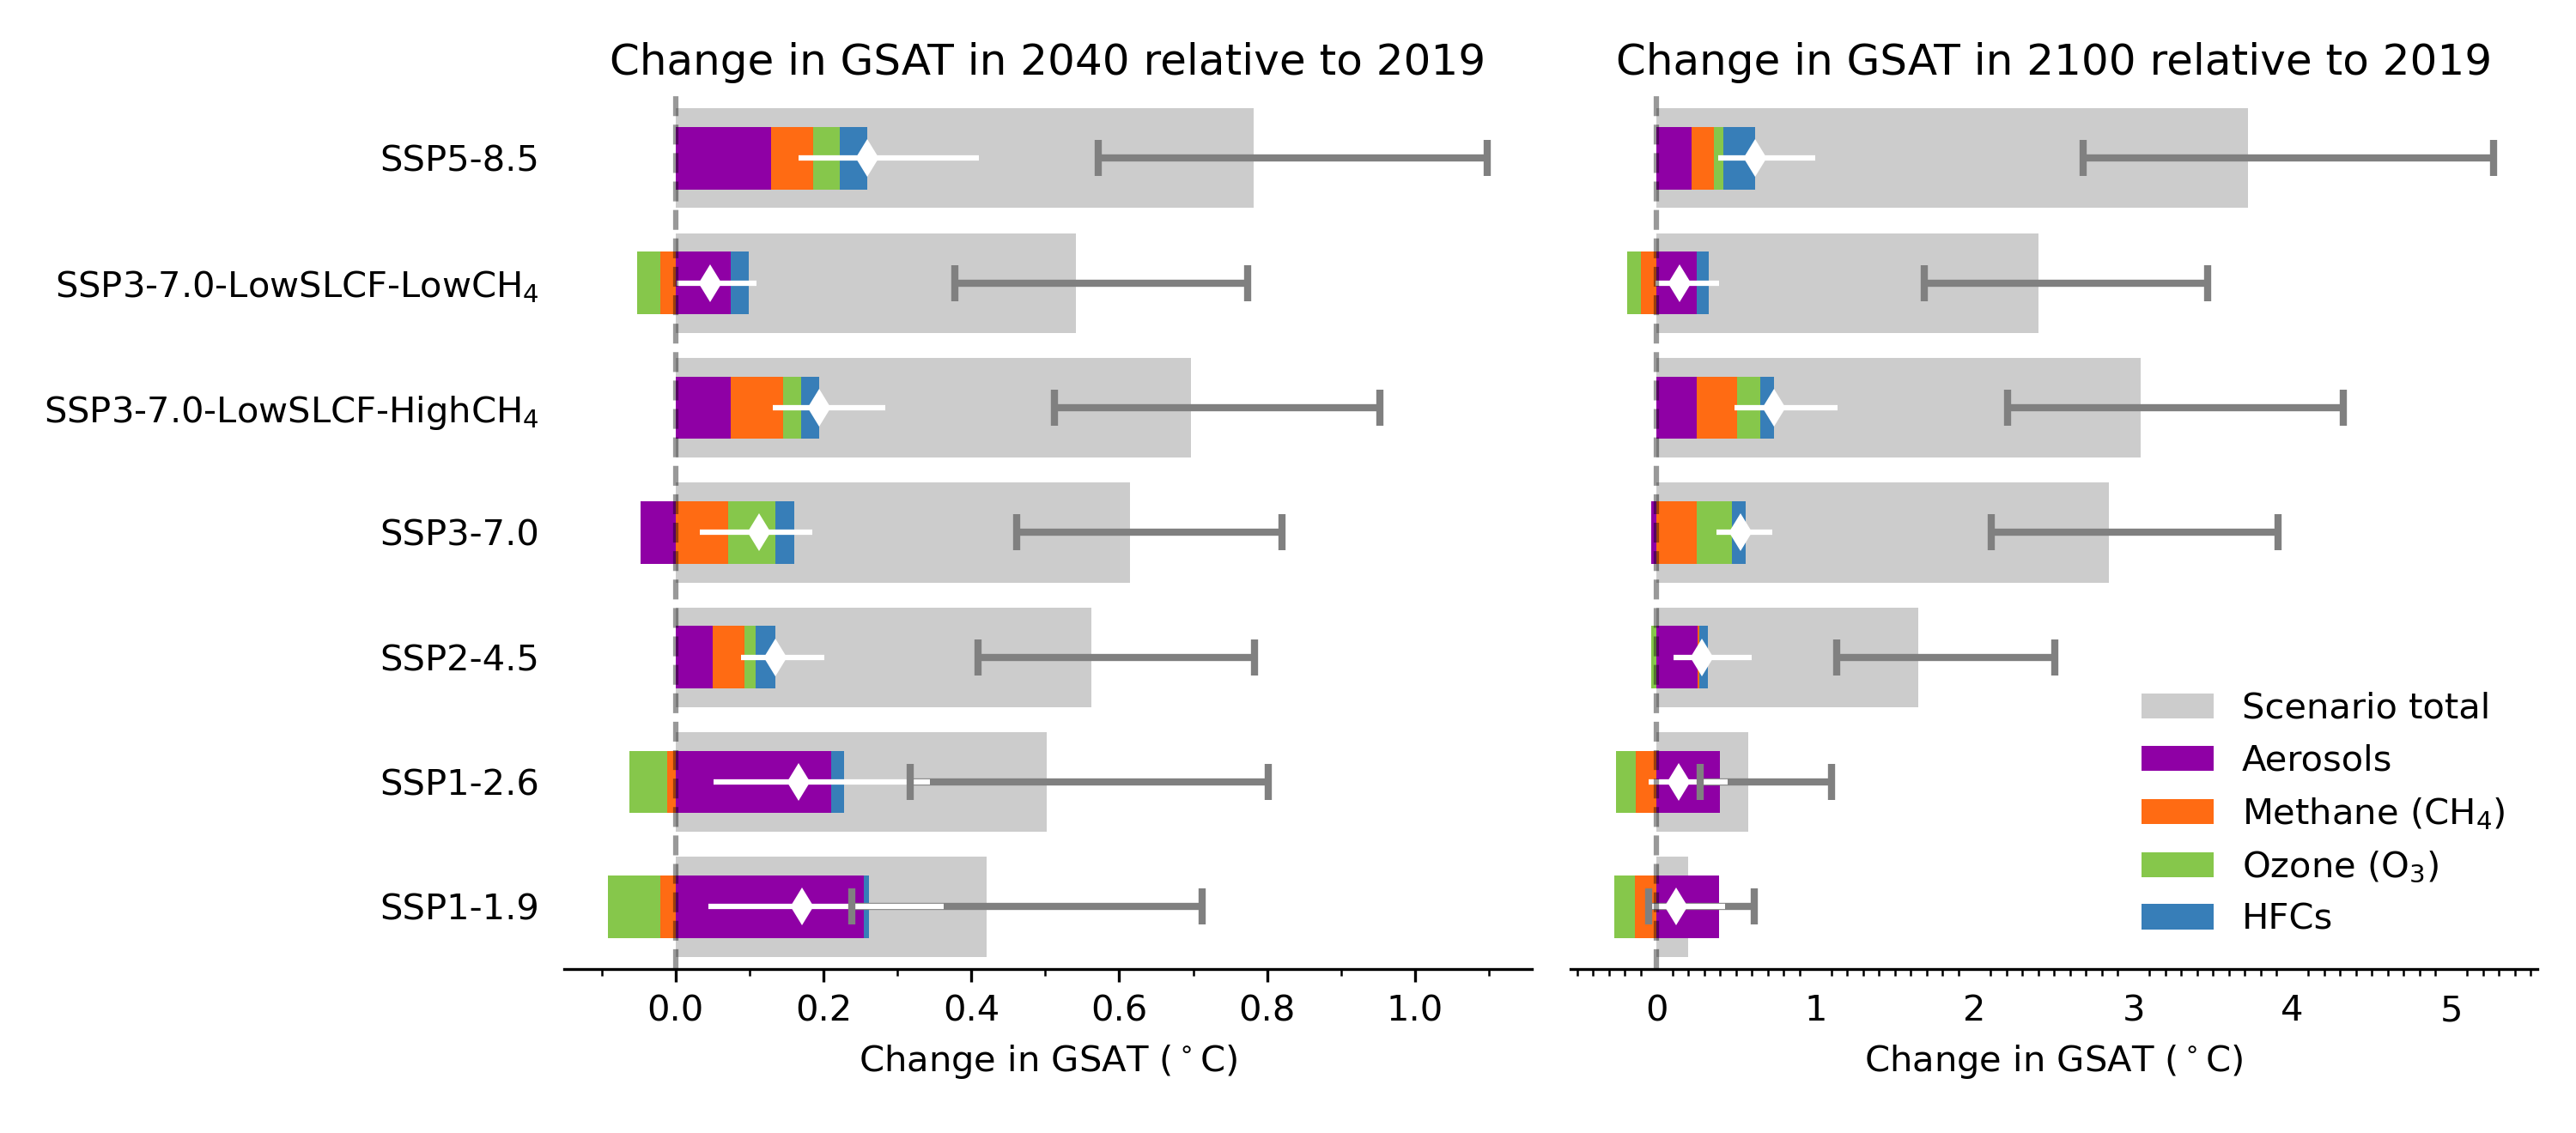 Change in GSAT in 2040 relative to 2019
Change in GSAT in 2100 relative to 2019
SSP5-8.5
SSP3-7.0-LowSLCF-LowCH₄
SSP3-7.0-LowSLCF-HighCH₄
SSP3-7.0
SSP2-4.5
SSP1-2.6
SSP1-1.9
Scenario total
Aerosols
Methane (CH₄)
Ozone (O₃)
HFCs
0.0 0.2 0.4 0.6 0.8 1.0
0 1 2 3 4 5
Change in GSAT (°C)
Change in GSAT (°C)